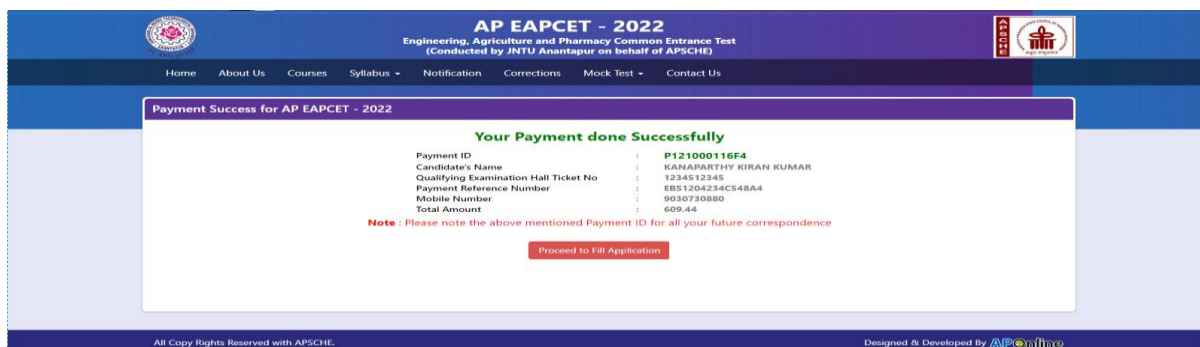 AP EAPCET - 2022
Engineering, Agriculture and Pharmacy Common Entrance Test
(Conducted by JNTU Anantapur on behalf of APSCHE)
APSCHE
Home About Us Courses Syllabus Notification Corrections Mock Test Contact Us
Payment Success for AP EAPCET - 2022
Your Payment done Successfully
Payment ID : P121000116F4
Candidate's Name : KANAPARTHY KIRAN KUMAR
Qualifying Examination Hall Ticket No : 1234512345
Payment Reference Number : EBS1204234C548A4
Mobile Number : 9030730880
Total Amount : 609.44
Note : Please note the above mentioned Payment ID for all your future correspondence
Proceed to Fill Application
All Copy Rights Reserved with APSCHE.
Designed & Developed By APOnline